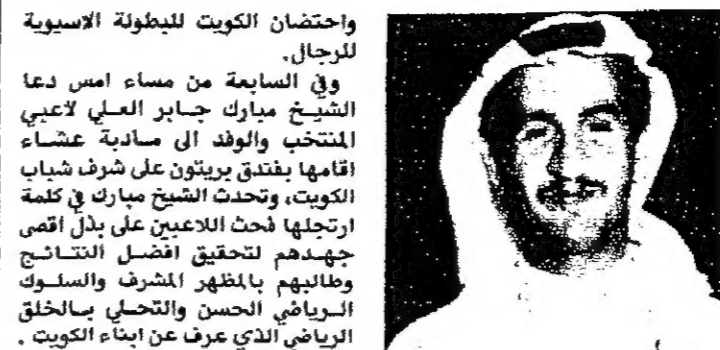 واحتضان الكويت للبطولة الاسيوية
للرجال.
وفي السابعة من مساء امس دعا
الشيخ مبارك جابر العلي لاعبي
المنتخب والوفد الى مادبة عشاء
اقامها بفندق بريتون على شرف شباب
الكويت، وتحدث الشيخ مبارك في كلمة
ارتجلها فحث اللاعبين على بذل اقصى
جهدهم لتحقيق افضل النتائج
وطالبهم بالمظهر المشرف والسلوك
الرياضي الحسن والتحلي بالخلق
الرياضي الذي عرف عن ابناء الكويت .